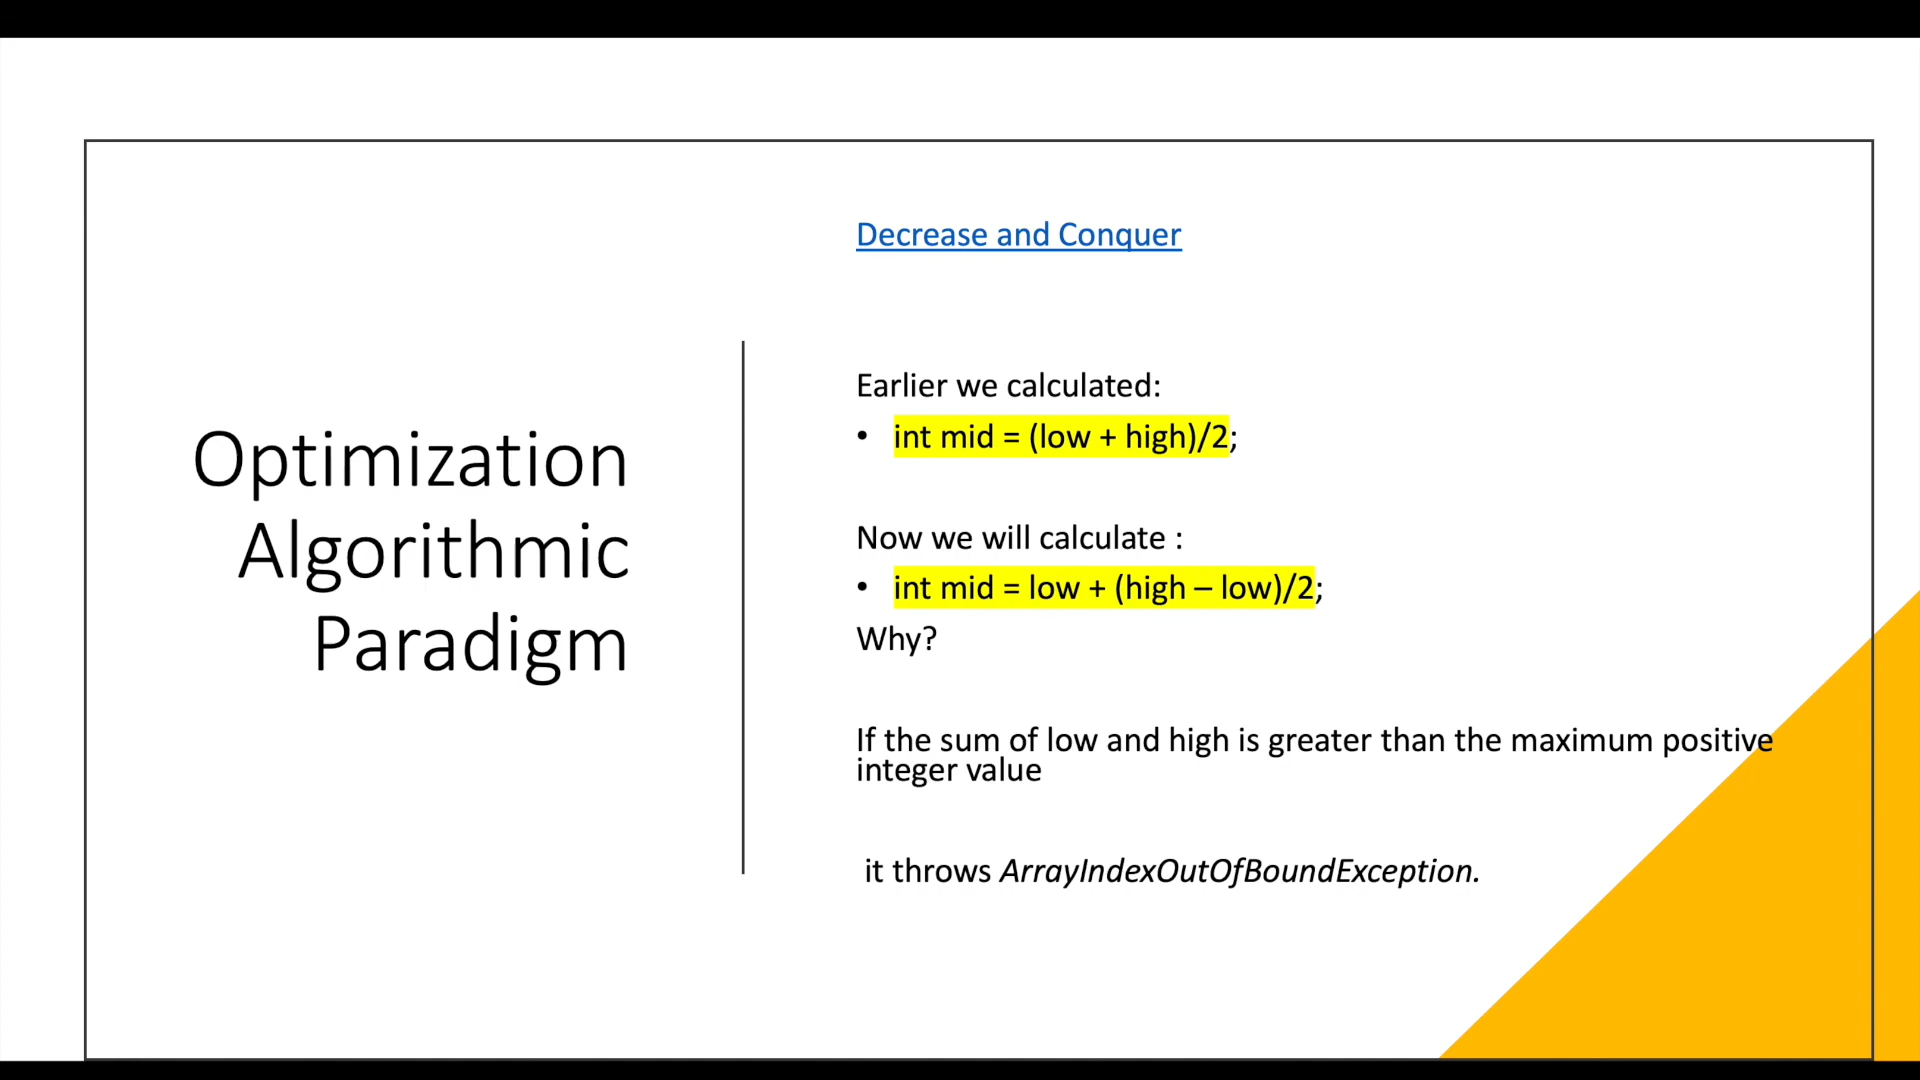 Optimization
Algorithmic
Paradigm
Decrease and Conquer
Earlier we calculated:
• int mid = (low + high)/2;
Now we will calculate :
• int mid = low + (high – low)/2;
Why?
If the sum of low and high is greater than the maximum positive
integer value
it throws ArrayIndexOutOfBoundException.